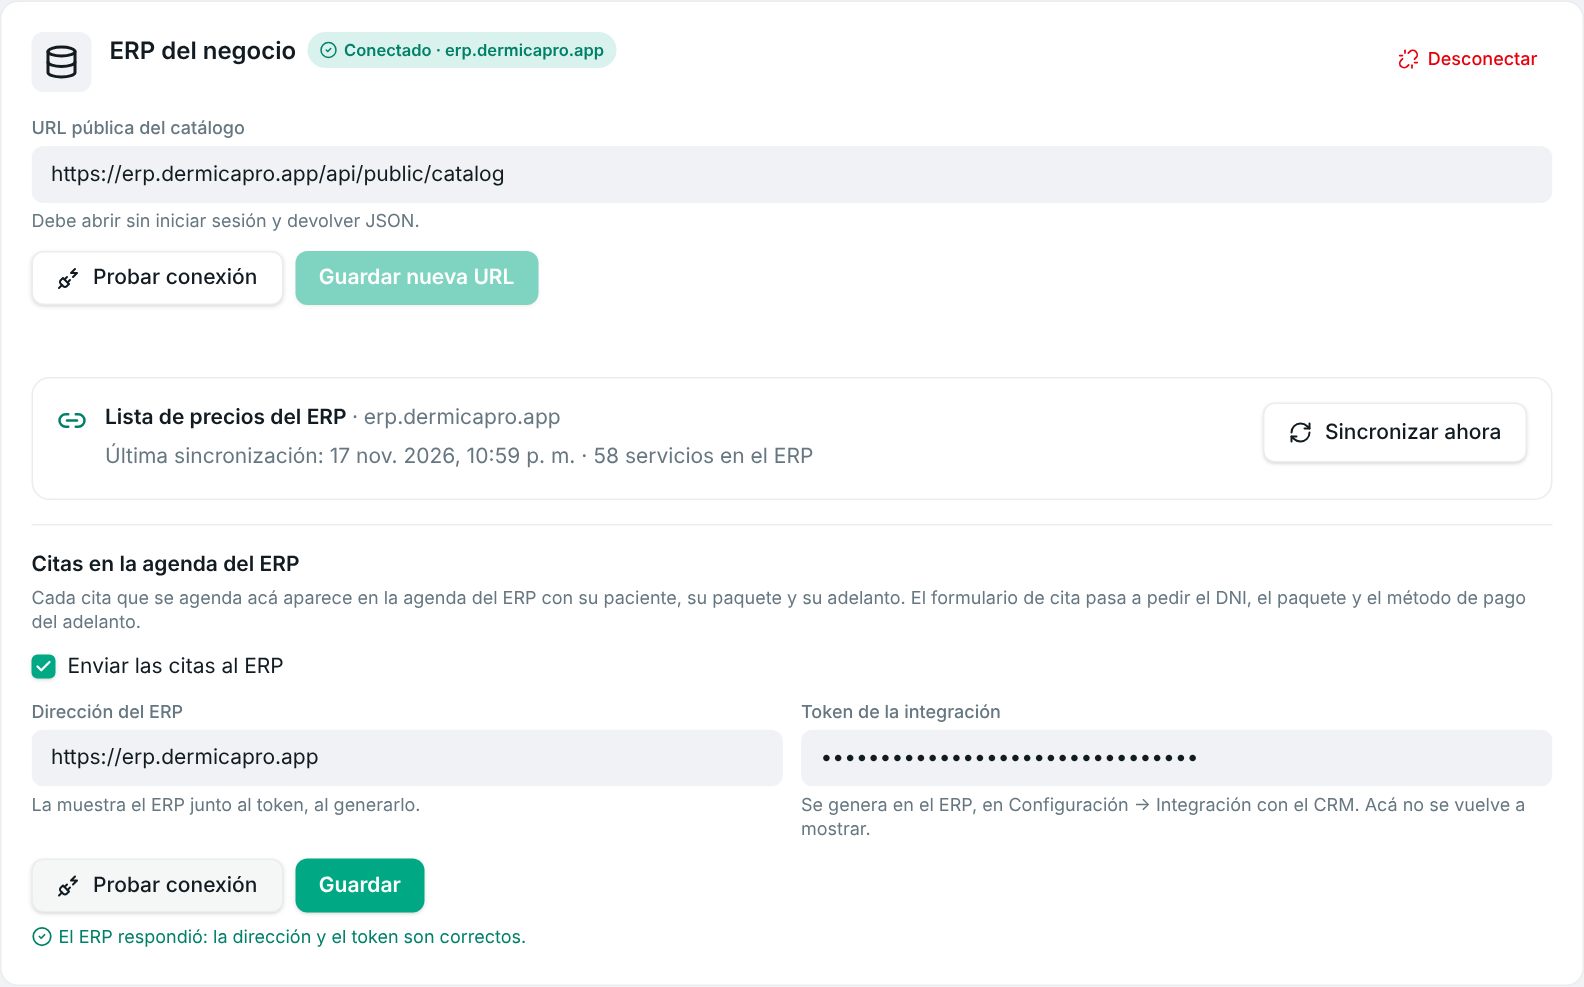 ERP del negocio
Conectado · erp.dermicapro.app
Desconectar
URL pública del catálogo
https://erp.dermicapro.app/api/public/catalog
Debe abrir sin iniciar sesión y devolver JSON.
Probar conexión
Guardar nueva URL
Lista de precios del ERP · erp.dermicapro.app
Última sincronización: 17 nov. 2026, 10:59 p. m. · 58 servicios en el ERP
Sincronizar ahora
Citas en la agenda del ERP
Cada cita que se agenda acá aparece en la agenda del ERP con su paciente, su paquete y su adelanto. El formulario de cita pasa a pedir el DNI, el paquete y el método de pago
del adelanto.
Enviar las citas al ERP
Dirección del ERP
https://erp.dermicapro.app
La muestra el ERP junto al token, al generarlo.
Token de la integración
••••••••••••••••••••••••••••••••
Se genera en el ERP, en Configuración → Integración con el CRM. Acá no se vuelve a
mostrar.
Probar conexión
Guardar
El ERP respondió: la dirección y el token son correctos.